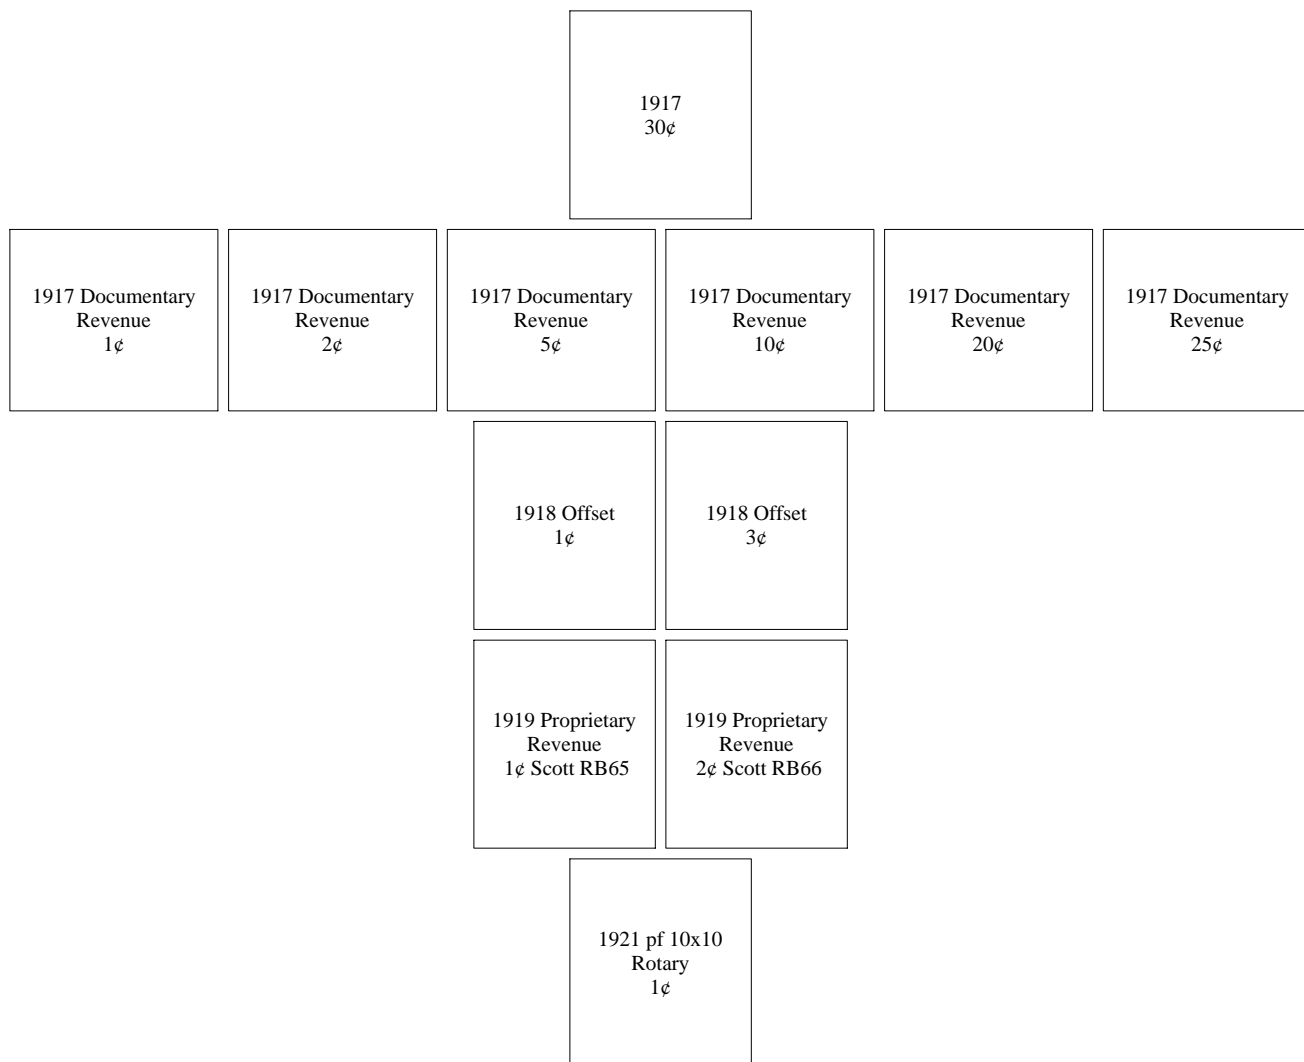 1917
30¢
1917 Documentary
Revenue
1¢
1917 Documentary
Revenue
2¢
1917 Documentary
Revenue
5¢
1917 Documentary
Revenue
10¢
1917 Documentary
Revenue
20¢
1917 Documentary
Revenue
25¢
1918 Offset
1¢
1918 Offset
3¢
1919 Proprietary
Revenue
1¢ Scott RB65
1919 Proprietary
Revenue
2¢ Scott RB66
1921 pf 10x10
Rotary
1¢